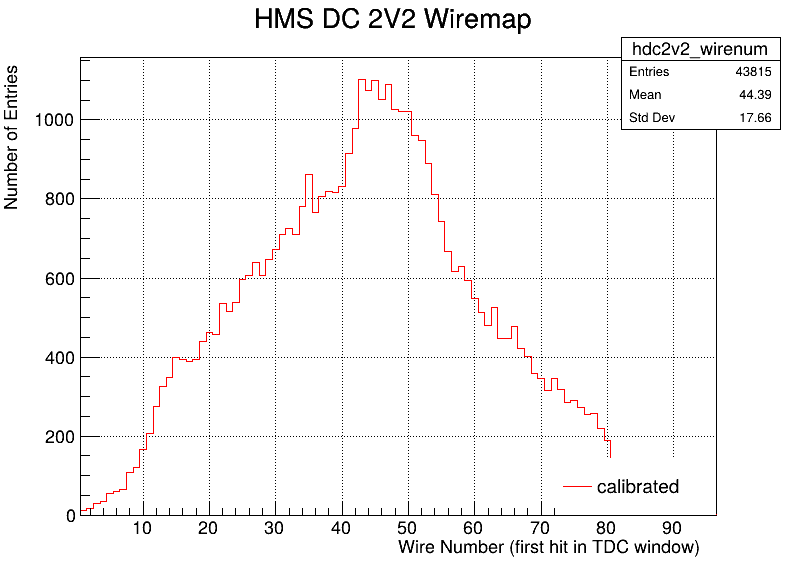 HMS DC 2V2 Wiremap
hdc2v2_wirenum
Entries 43815
Mean 44.39
Std Dev 17.66
Number of Entries
1000
800
600
400
200
0
10 20 30 40 50 60 70 80 90
Wire Number (first hit in TDC window)
calibrated